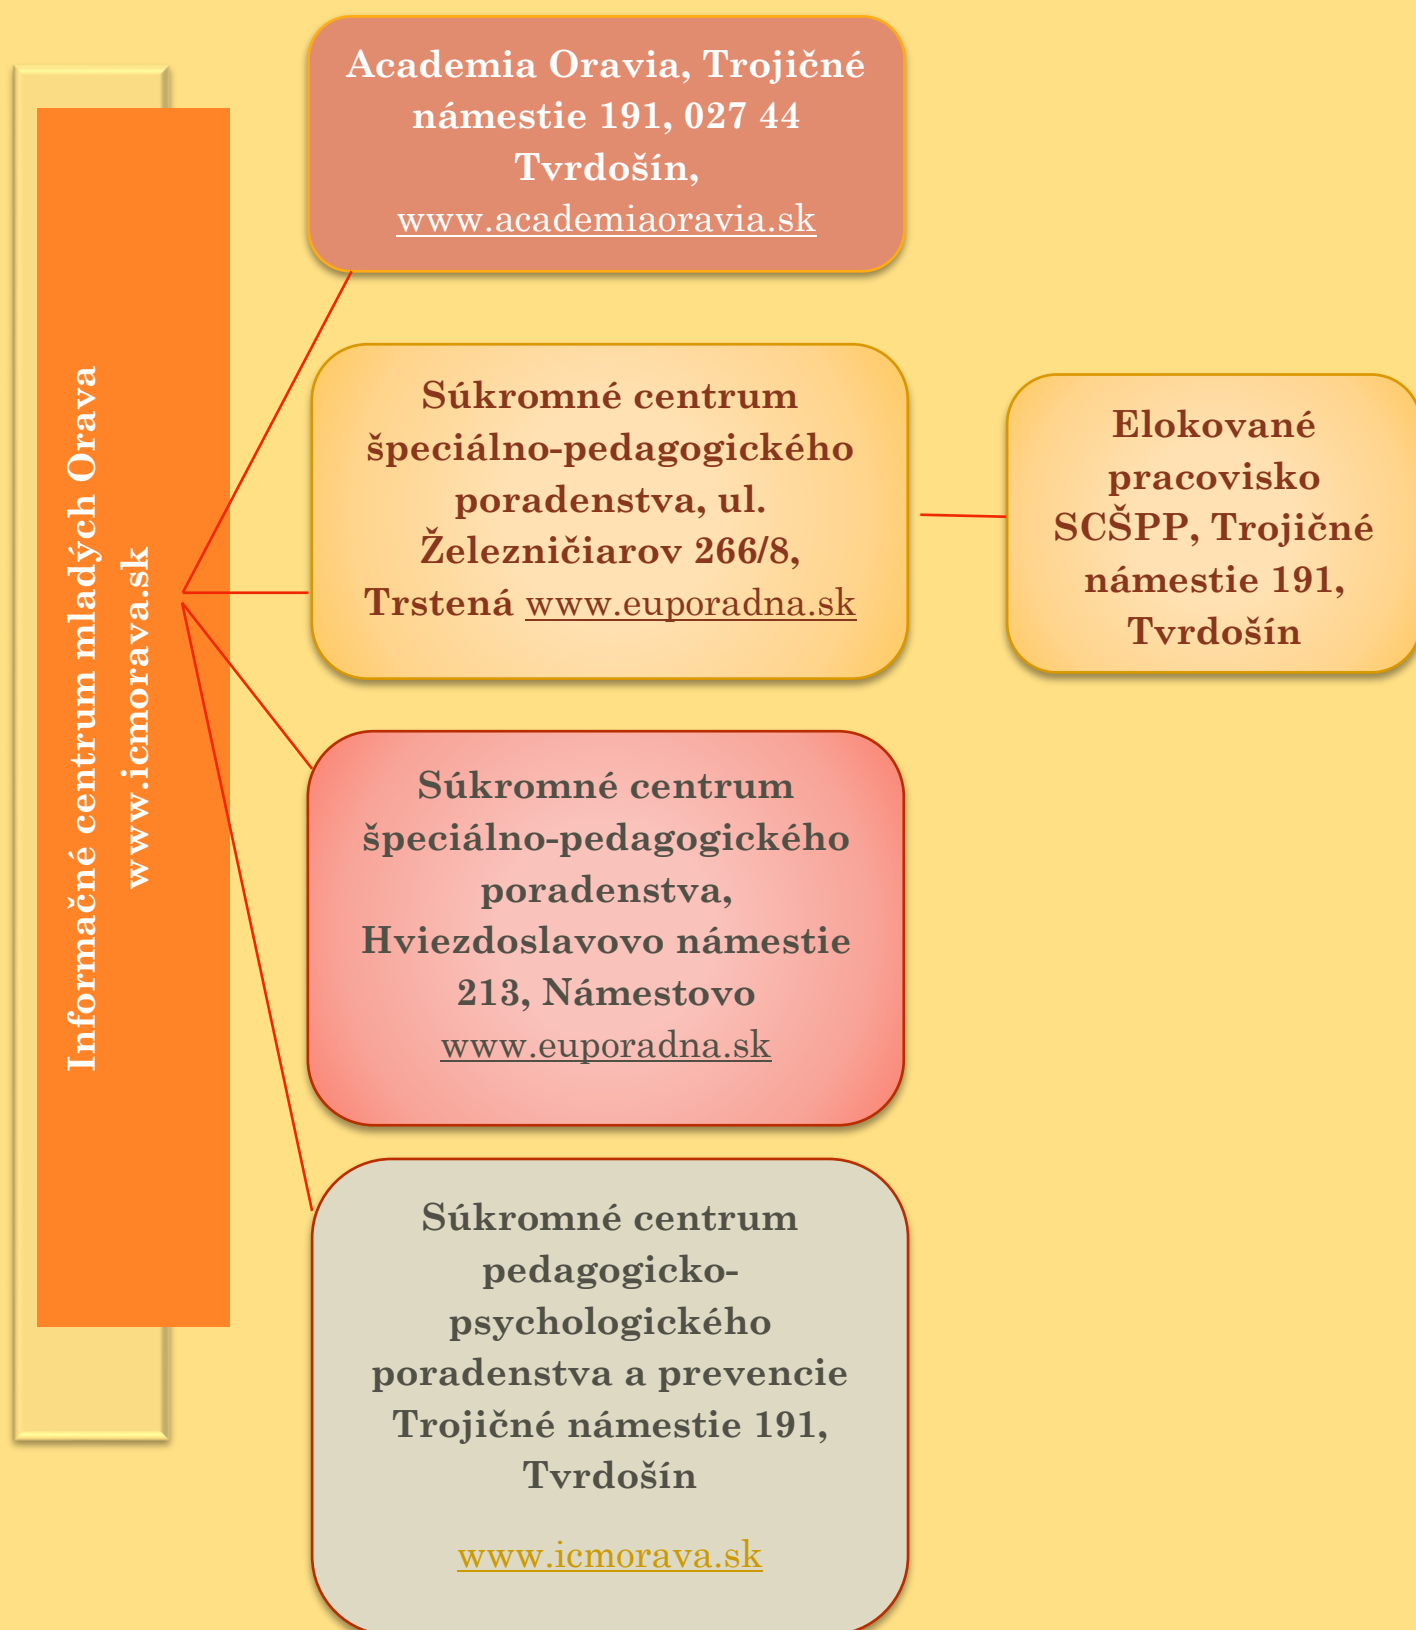 Informačné centrum mladých Orava
www.icmorava.sk
Academia Oravia, Trojičné
námestie 191, 027 44
Tvrdošín,
www.academiaoravia.sk
Súkromné centrum
špeciálno-pedagogického
poradenstva, ul.
Železničiarov 266/8,
Trstená www.euporadna.sk
Elokované
pracovisko
SCŠPP, Trojičné
námestie 191,
Tvrdošín
Súkromné centrum
špeciálno-pedagogického
poradenstva,
Hviezdoslavovo námestie
213, Námestovo
www.euporadna.sk
Súkromné centrum
pedagogicko-
psychologického
poradenstva a prevencie
Trojičné námestie 191,
Tvrdošín
www.icmorava.sk